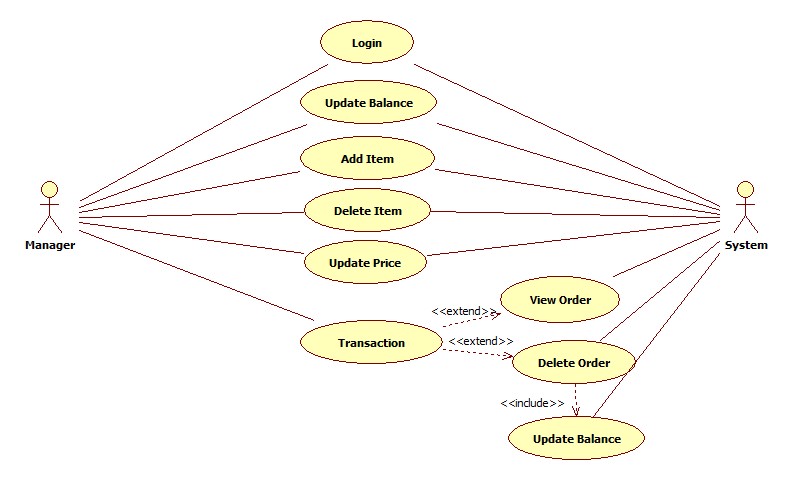 Login
Update Balance
Add Item
Delete Item
Manager
System
Update Price
View Order
<<extend>>
Transaction
<<extend>>
Delete Order
<<include>>
Update Balance